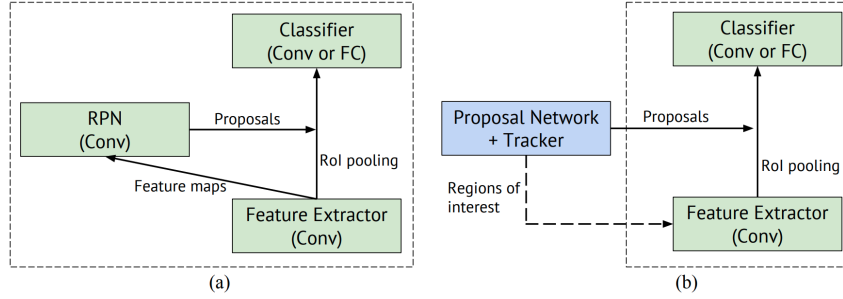 Classifier
(Conv or FC)
RPN
(Conv)
Proposals
RoI pooling
Feature maps
Feature Extractor
(Conv)
(a)
Classifier
(Conv or FC)
Proposal Network
+ Tracker
Proposals
RoI pooling
Regions of
interest
Feature Extractor
(Conv)
(b)